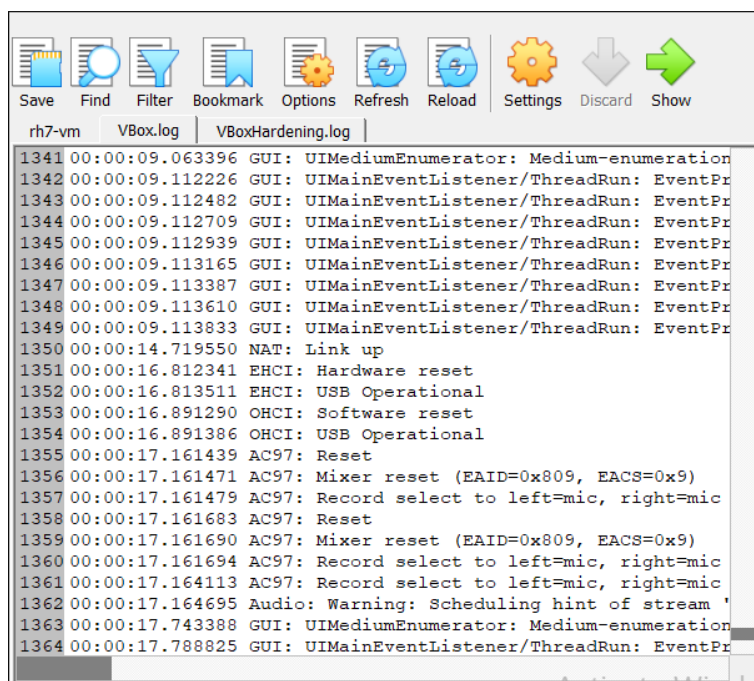 Save Find Filter Bookmark Options Refresh Reload Settings Discard Show
rh7-vm VBox.log VBoxHardening.log
1341 00:00:09.063396 GUI: UIMediumEnumerator: Medium-enumeration
1342 00:00:09.112226 GUI: UIMainEventListener/ThreadRun: EventPr
1343 00:00:09.112482 GUI: UIMainEventListener/ThreadRun: EventPr
1344 00:00:09.112709 GUI: UIMainEventListener/ThreadRun: EventPr
1345 00:00:09.112939 GUI: UIMainEventListener/ThreadRun: EventPr
1346 00:00:09.113165 GUI: UIMainEventListener/ThreadRun: EventPr
1347 00:00:09.113387 GUI: UIMainEventListener/ThreadRun: EventPr
1348 00:00:09.113610 GUI: UIMainEventListener/ThreadRun: EventPr
1349 00:00:09.113833 GUI: UIMainEventListener/ThreadRun: EventPr
1350 00:00:14.719550 NAT: Link up
1351 00:00:16.812341 EHCI: Hardware reset
1352 00:00:16.813511 EHCI: USB Operational
1353 00:00:16.891290 OHCI: Software reset
1354 00:00:16.891386 OHCI: USB Operational
1355 00:00:17.161439 AC97: Reset
1356 00:00:17.161471 AC97: Mixer reset (EAID=0x809, EACS=0x9)
1357 00:00:17.161479 AC97: Record select to left=mic, right=mic
1358 00:00:17.161683 AC97: Reset
1359 00:00:17.161690 AC97: Mixer reset (EAID=0x809, EACS=0x9)
1360 00:00:17.161694 AC97: Record select to left=mic, right=mic
1361 00:00:17.164113 AC97: Record select to left=mic, right=mic
1362 00:00:17.164695 Audio: Warning: Scheduling hint of stream '
1363 00:00:17.743388 GUI: UIMediumEnumerator: Medium-enumeration
1364 00:00:17.788825 GUI: UIMainEventListener/ThreadRun: EventPr